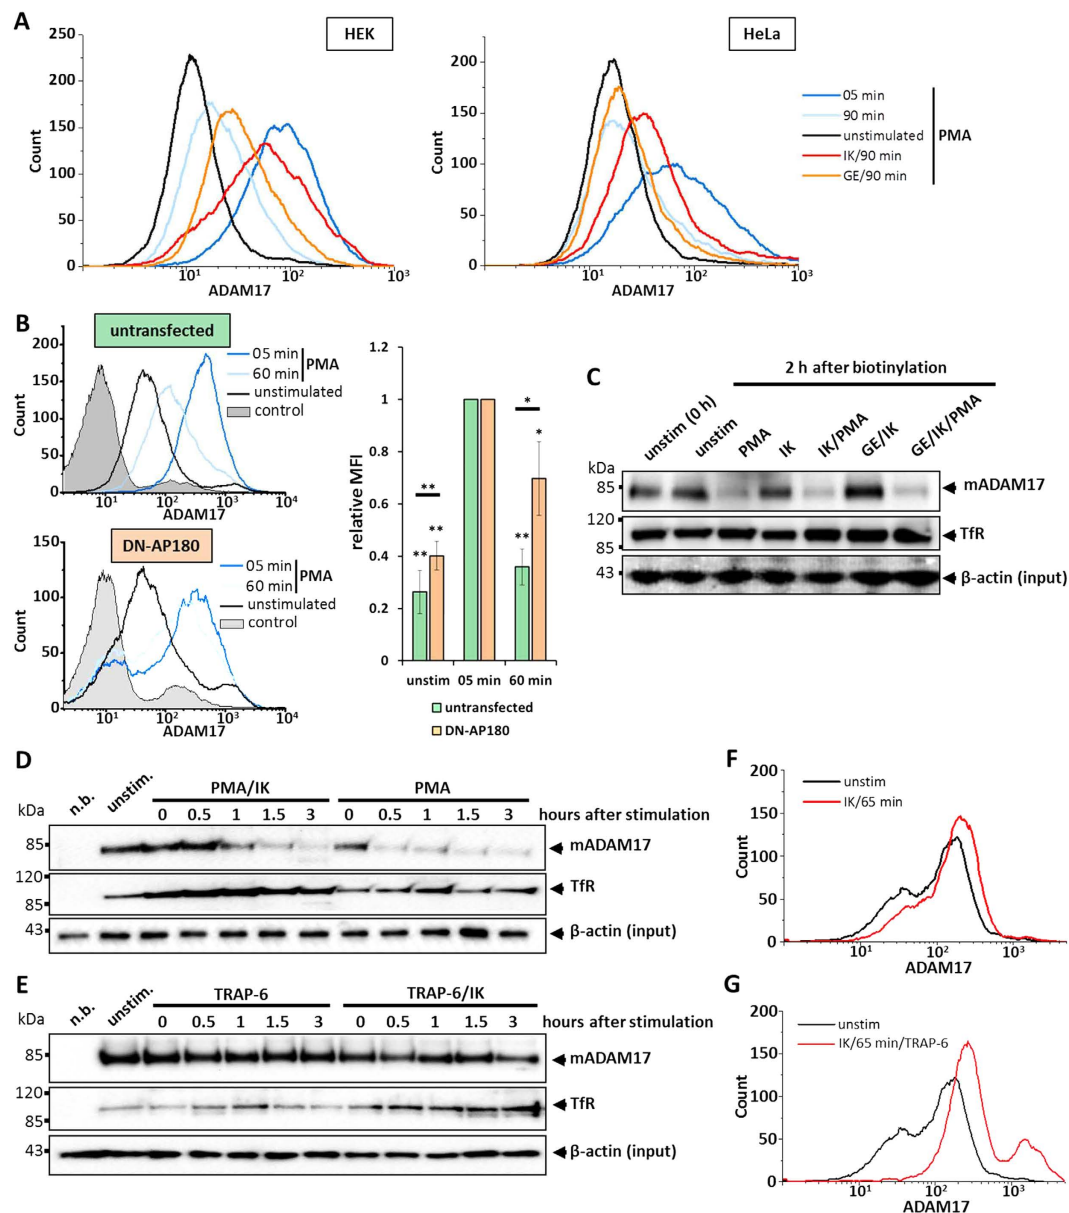 A
HEK
HeLa
250
200
150
100
50
0
Count
10¹ 10² 10³
ADAM17
250
200
150
100
50
0
Count
10¹ 10² 10³
ADAM17
05 min
90 min
unstimulated
IK/90 min
GE/90 min
PMA
B
untransfected
200
150
100
50
0
Count
10¹ 10² 10³ 10⁴
ADAM17
05 min
60 min
PMA
unstimulated
control
DN-AP180
150
100
50
0
Count
10¹ 10² 10³ 10⁴
ADAM17
05 min
60 min
PMA
unstimulated
control
1.2
1
0.8
0.6
0.4
0.2
0
relative MFI
**
** **
*
** *
unstim 05 min 60 min
untransfected
DN-AP180
C
2 h after biotinylation
unstim (0 h) unstim PMA IK IK/PMA GE/IK GE/IK/PMA
kDa
85
mADAM17
120
TfR
85
43
β-actin (input)
D
n.b. unstim. PMA/IK PMA
0 0.5 1 1.5 3 0 0.5 1 1.5 3 hours after stimulation
kDa
85
mADAM17
120
TfR
85
43
β-actin (input)
E
n.b. unstim. TRAP-6 TRAP-6/IK
0 0.5 1 1.5 3 0 0.5 1 1.5 3 hours after stimulation
kDa
85
mADAM17
120
TfR
85
43
β-actin (input)
F
200
150
100
50
0
Count
unstim
IK/65 min
10¹ 10² 10³
ADAM17
G
200
150
100
50
0
Count
unstim
IK/65 min/TRAP-6
10¹ 10² 10³
ADAM17